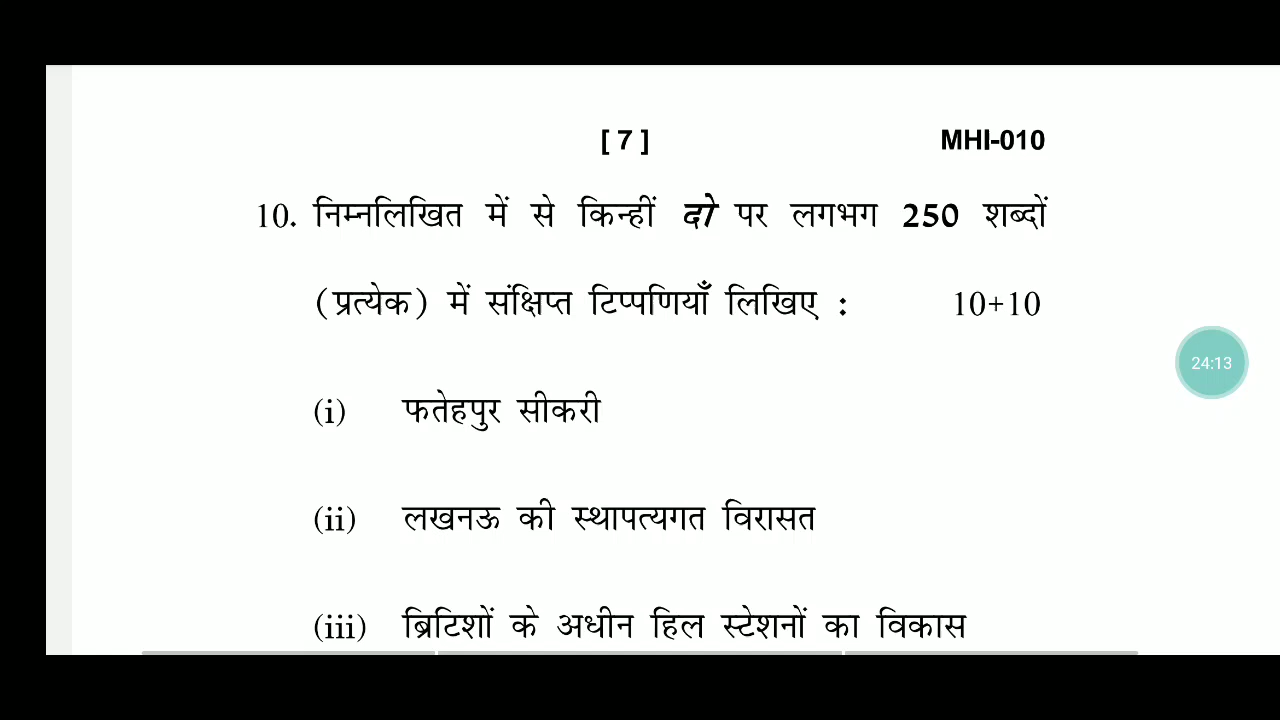 [ 7 ] MHI-010
10. निम्नलिखित में से किन्हीं दो पर लगभग 250 शब्दों
(प्रत्येक) में संक्षिप्त टिप्पणियाँ लिखिए : 10+10
(i) फतेहपुर सीकरी
24:13
(ii) लखनऊ की स्थापत्यगत विरासत
(iii) ब्रिटिशों के अधीन हिल स्टेशनों का विकास